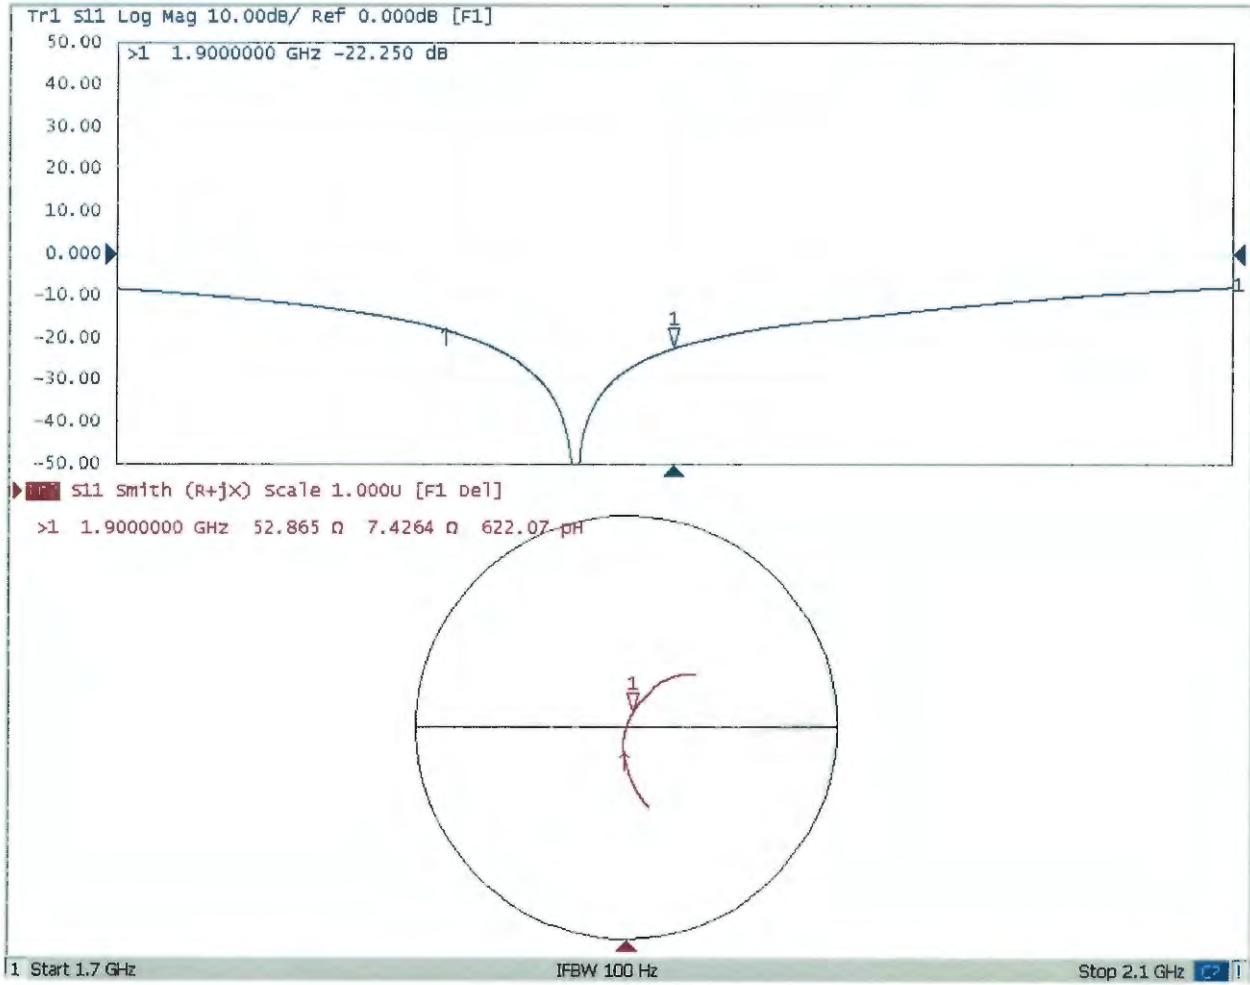 Tr1 S11 Log Mag 10.00dB/ Ref 0.000dB [F1]
50.00
>1 1.9000000 GHz -22.250 dB
40.00
30.00
20.00
10.00
0.000
-10.00
1
1
-20.00
-30.00
-40.00
-50.00
S11 Smith (R+jX) Scale 1.000U [F1 Del]
>1 1.9000000 GHz 52.865 Ω 7.4264 Ω 622.07 pH
1
1 Start 1.7 GHz IFBW 100 Hz Stop 2.1 GHz C?